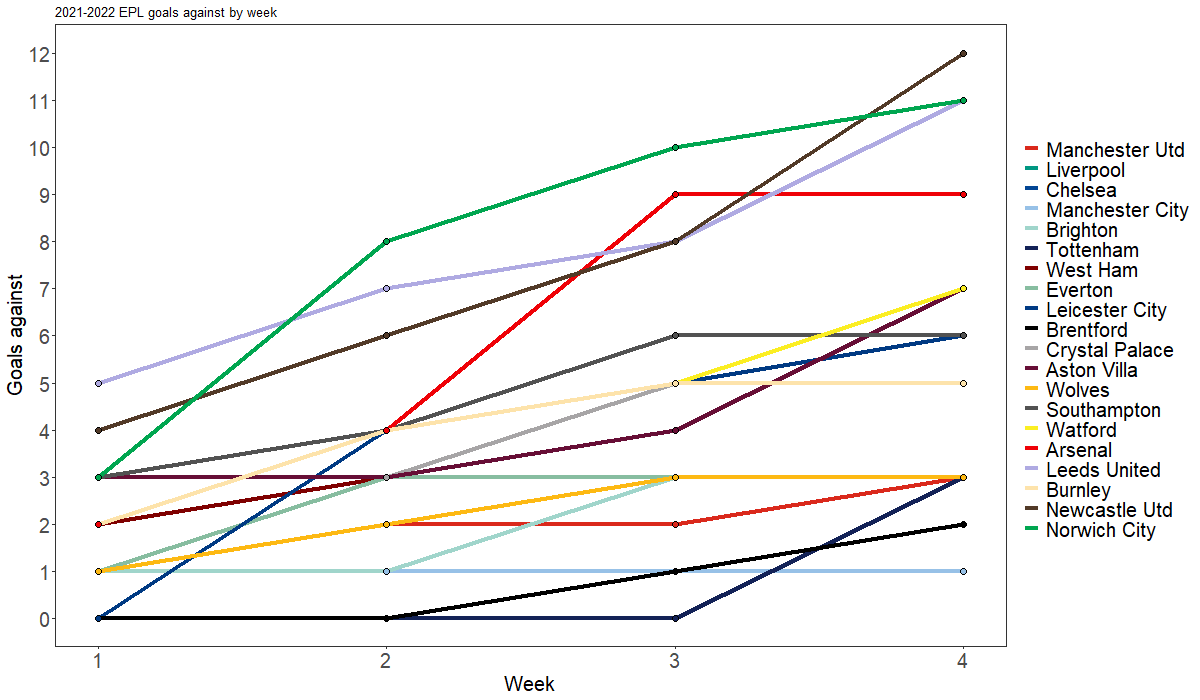 2021-2022 EPL goals against by week
Goals against
12
11
10
9
8
7
6
5
4
3
2
1
0
1 2 3 4
Week
Manchester Utd
Liverpool
Chelsea
Manchester City
Brighton
Tottenham
West Ham
Everton
Leicester City
Brentford
Crystal Palace
Aston Villa
Wolves
Southampton
Watford
Arsenal
Leeds United
Burnley
Newcastle Utd
Norwich City